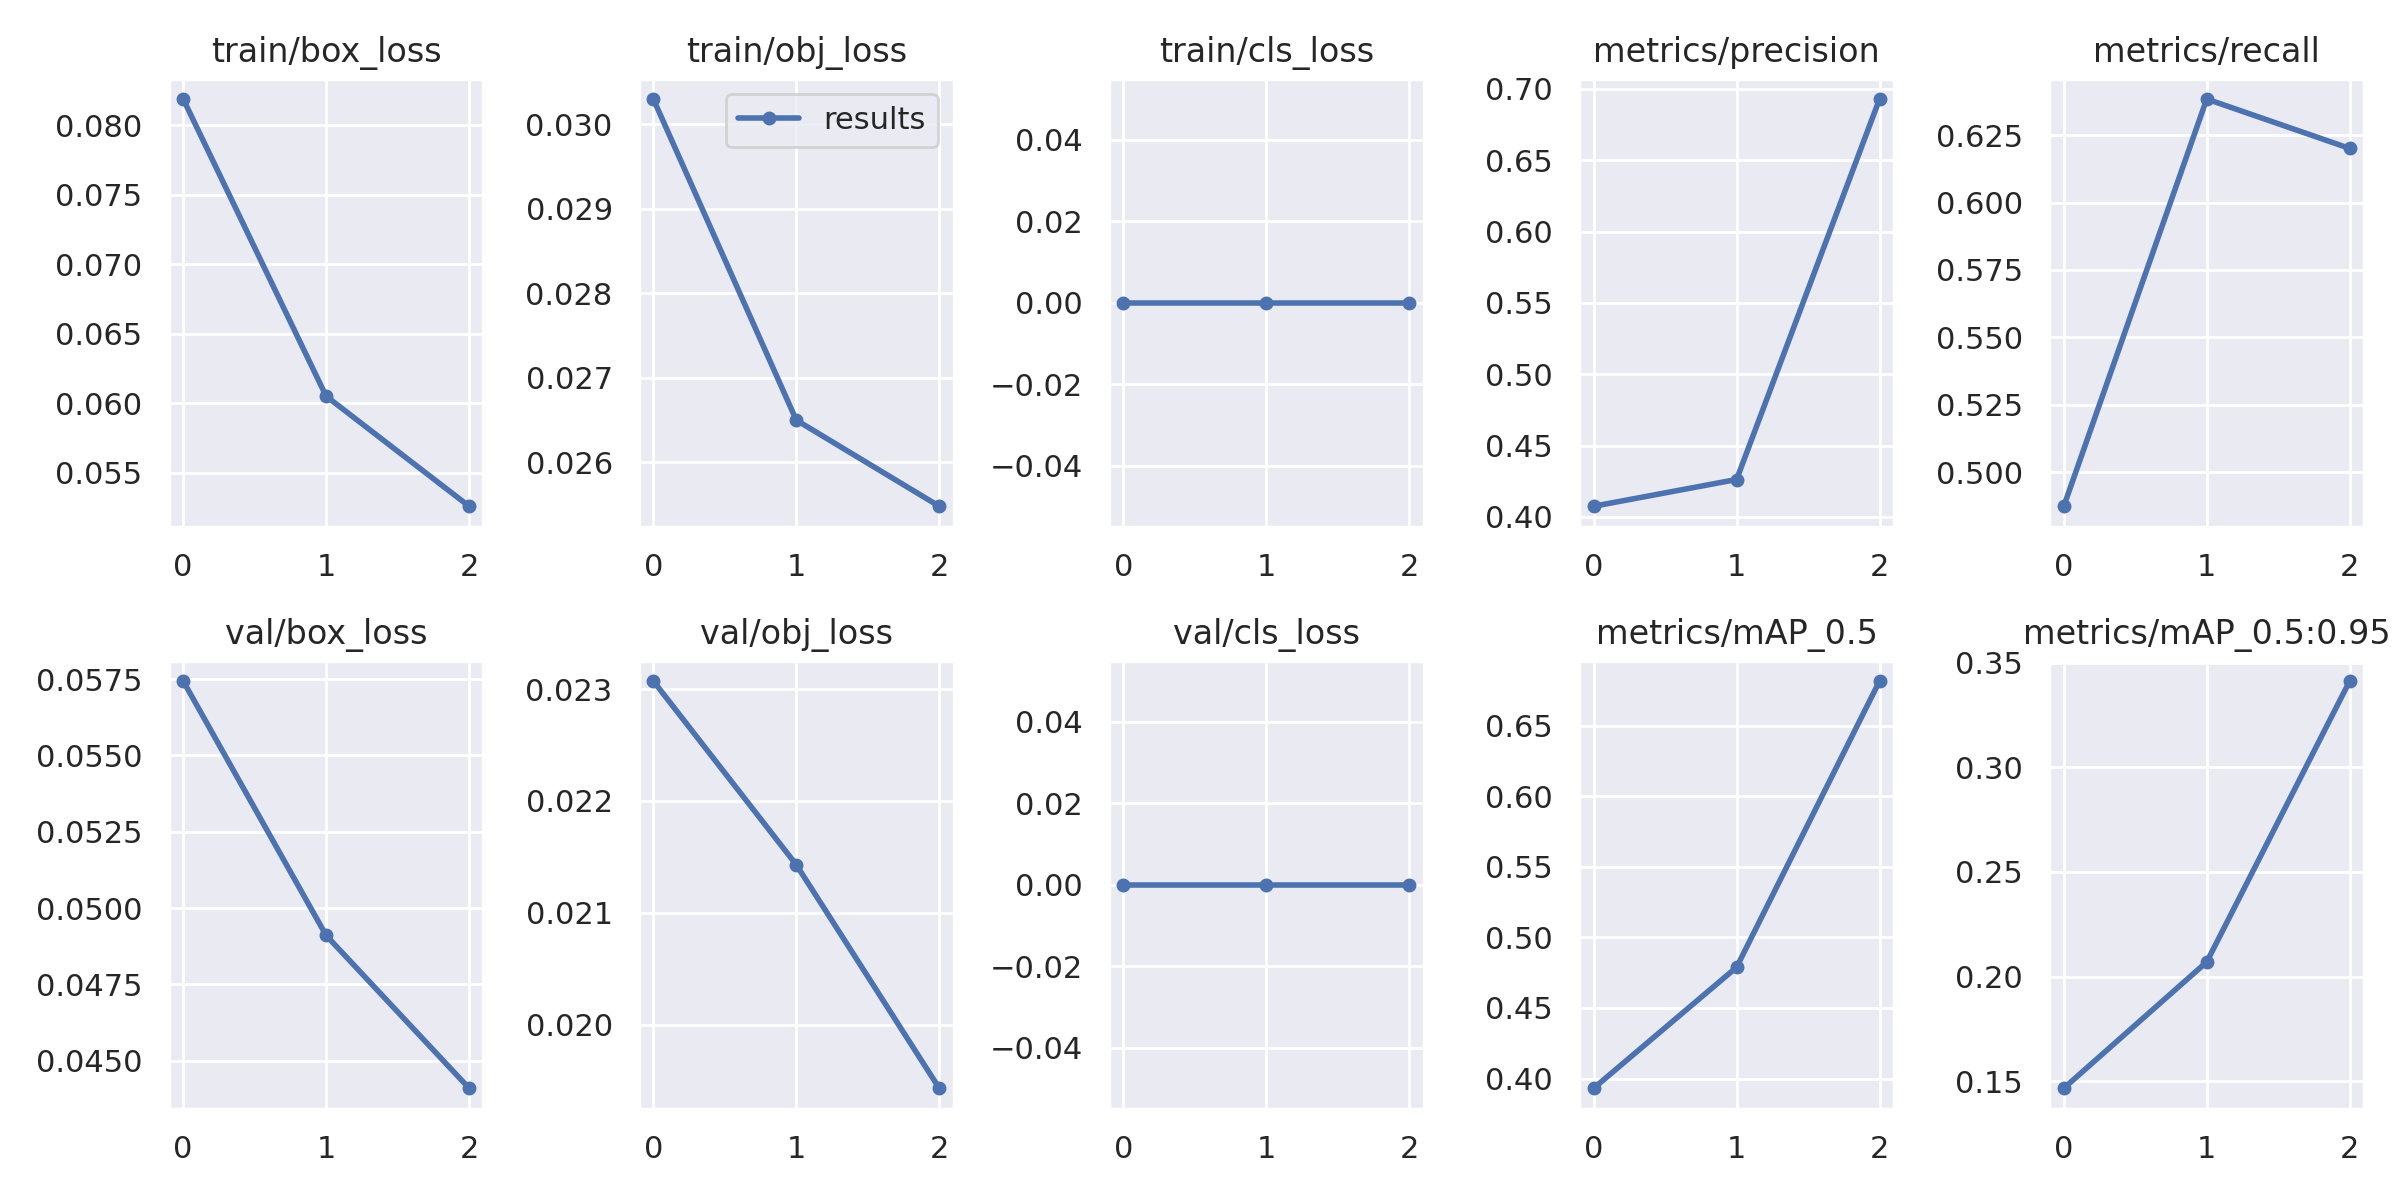 train/box_loss
0.080
0.075
0.070
0.065
0.060
0.055
0 1 2
train/obj_loss
results
0.030
0.029
0.028
0.027
0.026
0 1 2
train/cls_loss
0.04
0.02
0.00
−0.02
−0.04
0 1 2
metrics/precision
0.70
0.65
0.60
0.55
0.50
0.45
0.40
0 1 2
metrics/recall
0.625
0.600
0.575
0.550
0.525
0.500
0 1 2
val/box_loss
0.0575
0.0550
0.0525
0.0500
0.0475
0.0450
0 1 2
val/obj_loss
0.023
0.022
0.021
0.020
0 1 2
val/cls_loss
0.04
0.02
0.00
−0.02
−0.04
0 1 2
metrics/mAP_0.5
0.65
0.60
0.55
0.50
0.45
0.40
0 1 2
metrics/mAP_0.5:0.95
0.35
0.30
0.25
0.20
0.15
0 1 2